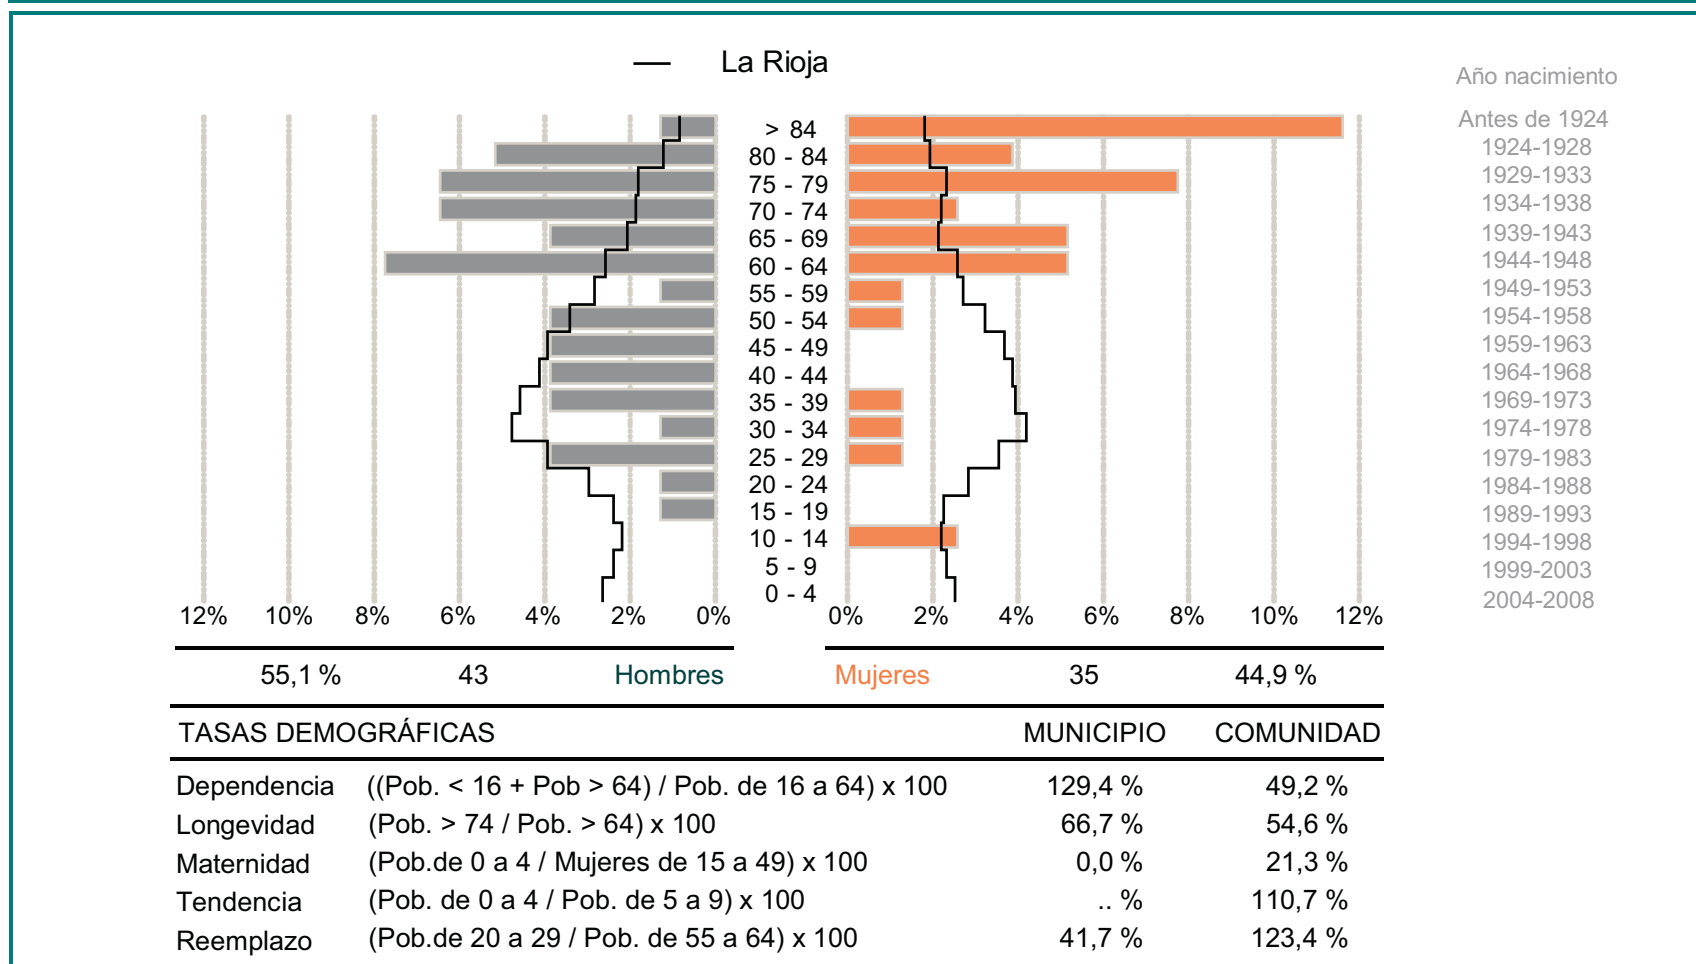 La Rioja
Año nacimiento
> 84 Antes de 1924
80 - 84 1924-1928
75 - 79 1929-1933
70 - 74 1934-1938
65 - 69 1939-1943
60 - 64 1944-1948
55 - 59 1949-1953
50 - 54 1954-1958
45 - 49 1959-1963
40 - 44 1964-1968
35 - 39 1969-1973
30 - 34 1974-1978
25 - 29 1979-1983
20 - 24 1984-1988
15 - 19 1989-1993
10 - 14 1994-1998
5 - 9 1999-2003
0 - 4 2004-2008
12% 10% 8% 6% 4% 2% 0% 0% 2% 4% 6% 8% 10% 12%
55,1 % 43 Hombres Mujeres 35 44,9 %
TASAS DEMOGRÁFICAS MUNICIPIO COMUNIDAD
Dependencia ((Pob. < 16 + Pob > 64) / Pob. de 16 a 64) x 100 129,4 % 49,2 %
Longevidad (Pob. > 74 / Pob. > 64) x 100 66,7 % 54,6 %
Maternidad (Pob.de 0 a 4 / Mujeres de 15 a 49) x 100 0,0 % 21,3 %
Tendencia (Pob. de 0 a 4 / Pob. de 5 a 9) x 100 .. % 110,7 %
Reemplazo (Pob.de 20 a 29 / Pob. de 55 a 64) x 100 41,7 % 123,4 %